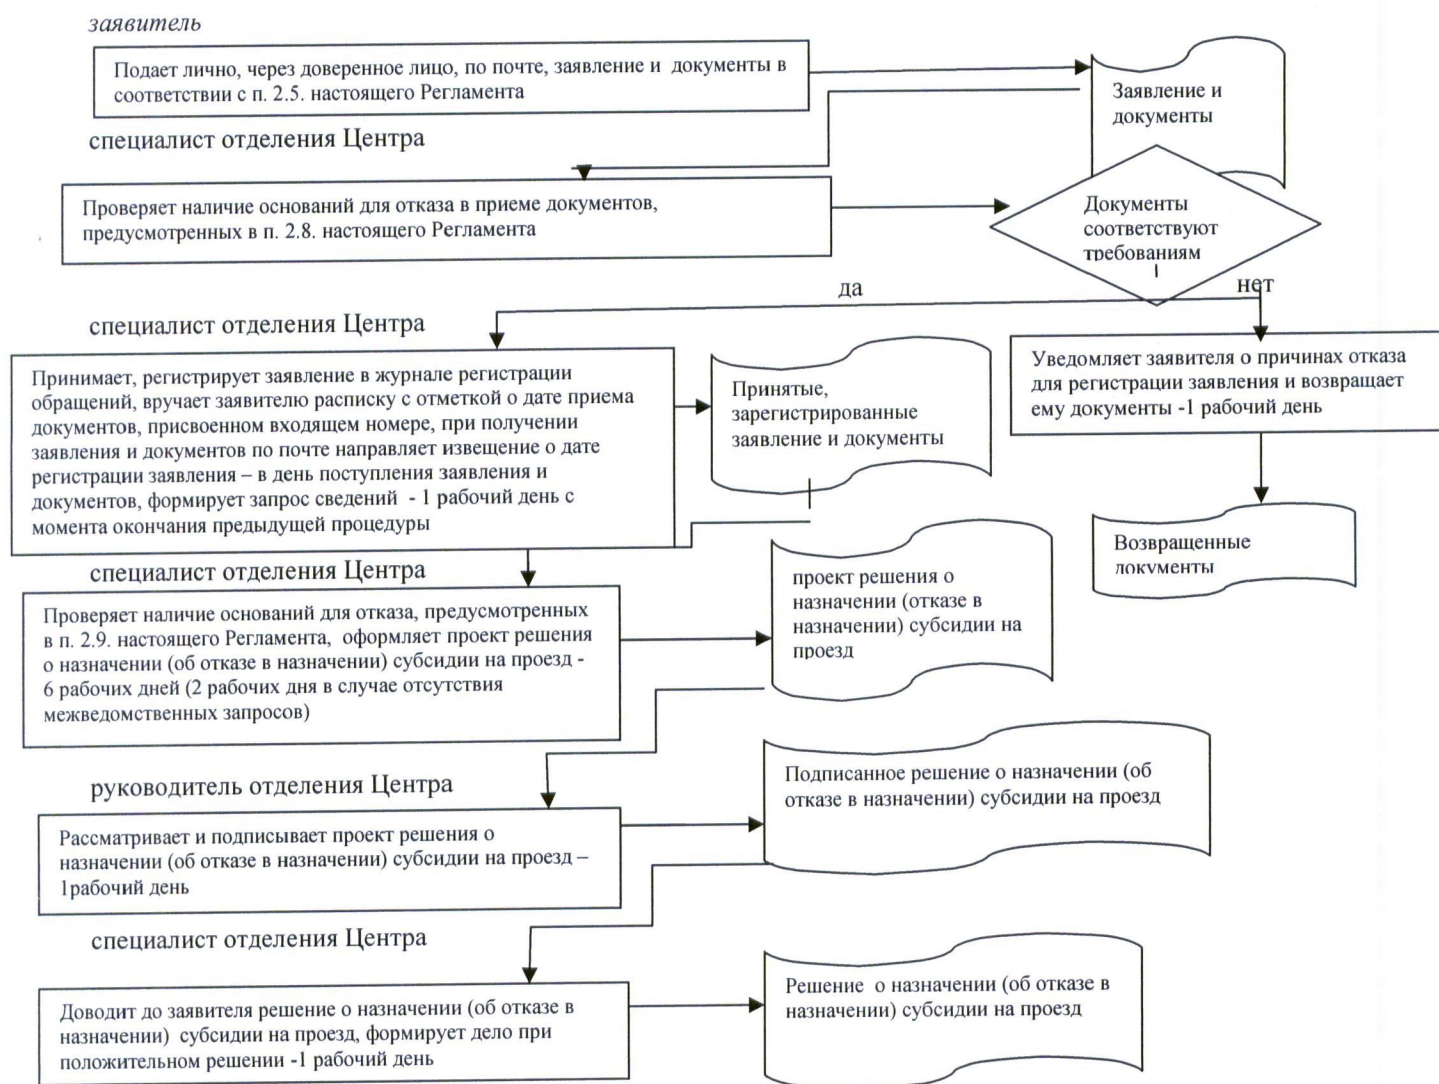 заявитель
Подает лично, через доверенное лицо, по почте, заявление и документы в
соответствии с п. 2.5. настоящего Регламента
Заявление и
документы
специалист отделения Центра
Проверяет наличие оснований для отказа в приеме документов,
предусмотренных в п. 2.8. настоящего Регламента
Документы
соответствуют
требованиям
да
нет
специалист отделения Центра
Принимает, регистрирует заявление в журнале регистрации
обращений, вручает заявителю расписку с отметкой о дате приема
документов, присвоенном входящем номере, при получении
заявления и документов по почте направляет извещение о дате
регистрации заявления – в день поступления заявления и
документов, формирует запрос сведений - 1 рабочий день с
момента окончания предыдущей процедуры
Принятые,
зарегистрированные
заявление и документы
Уведомляет заявителя о причинах отказа
для регистрации заявления и возвращает
ему документы -1 рабочий день
Возвращенные
документы
специалист отделения Центра
Проверяет наличие оснований для отказа, предусмотренных
в п. 2.9. настоящего Регламента, оформляет проект решения
о назначении (об отказе в назначении) субсидии на проезд -
6 рабочих дней (2 рабочих дня в случае отсутствия
межведомственных запросов)
проект решения о
назначении (отказе в
назначении) субсидии на
проезд
руководитель отделения Центра
Рассматривает и подписывает проект решения о
назначении (об отказе в назначении) субсидии на проезд –
1рабочий день
Подписанное решение о назначении (об
отказе в назначении) субсидии на проезд
специалист отделения Центра
Доводит до заявителя решение о назначении (об отказе в
назначении) субсидии на проезд, формирует дело при
положительном решении -1 рабочий день
Решение о назначении (об отказе в
назначении) субсидии на проезд